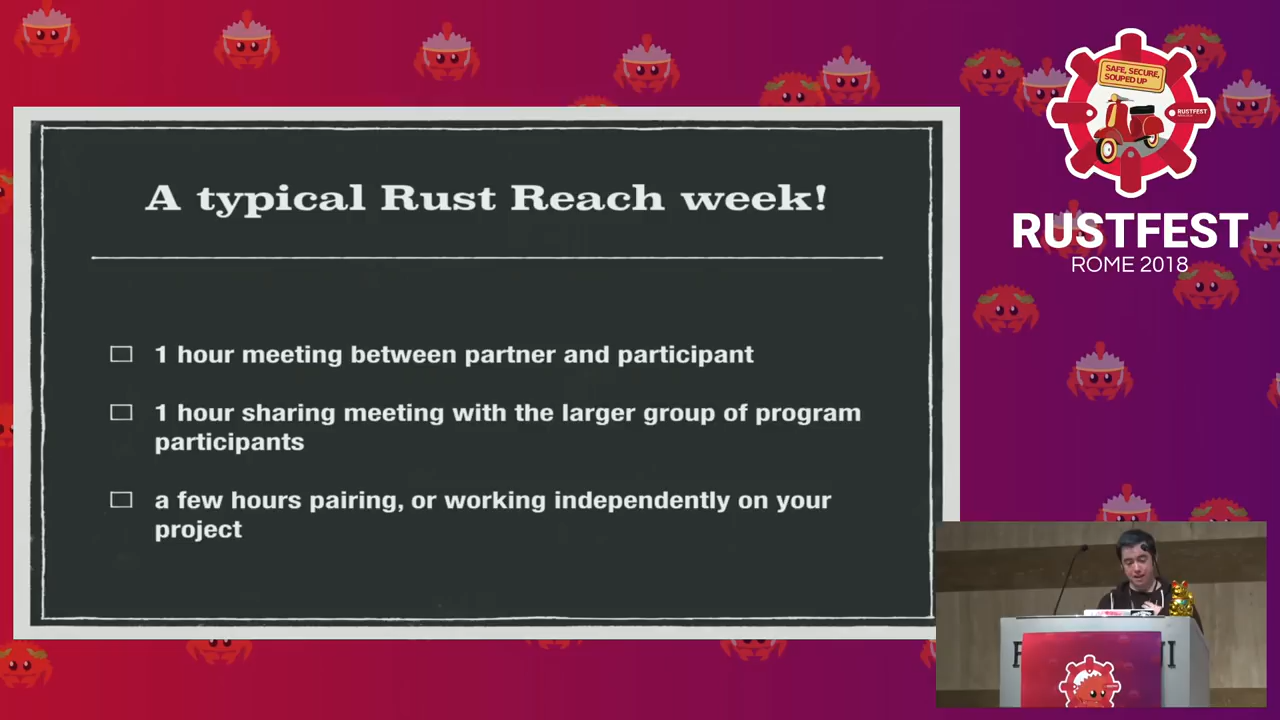 A typical Rust Reach week!
1 hour meeting between partner and participant
1 hour sharing meeting with the larger group of program
participants
a few hours pairing, or working independently on your
project
SAFE, SECURE,
SOUPED UP
RUSTFEST
RUSTFEST
ROME 2018